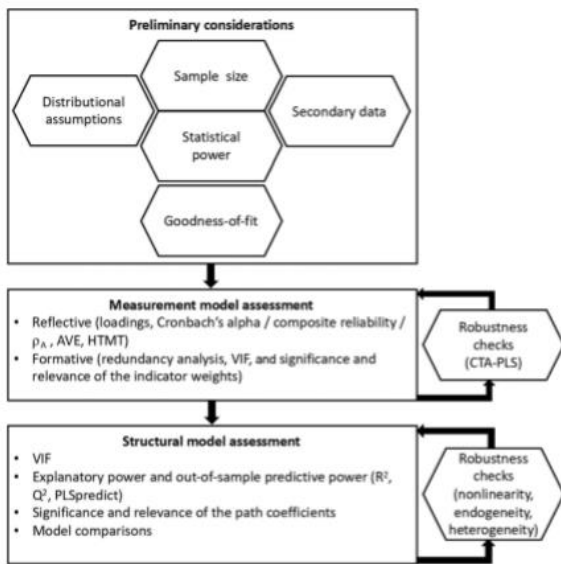 Preliminary considerations
Sample size
Distributional
assumptions
Secondary data
Statistical
power
Goodness-of-fit
Measurement model assessment
• Reflective (loadings, Cronbach's alpha / composite reliability /
ρA, AVE, HTMT)
• Formative (redundancy analysis, VIF, and significance and
relevance of the indicator weights)
Robustness
checks
(CTA-PLS)
Structural model assessment
• VIF
• Explanatory power and out-of-sample predictive power (R²,
Q², PLSpredict)
• Significance and relevance of the path coefficients
• Model comparisons
Robustness
checks
(nonlinearity,
endogeneity,
heterogeneity)